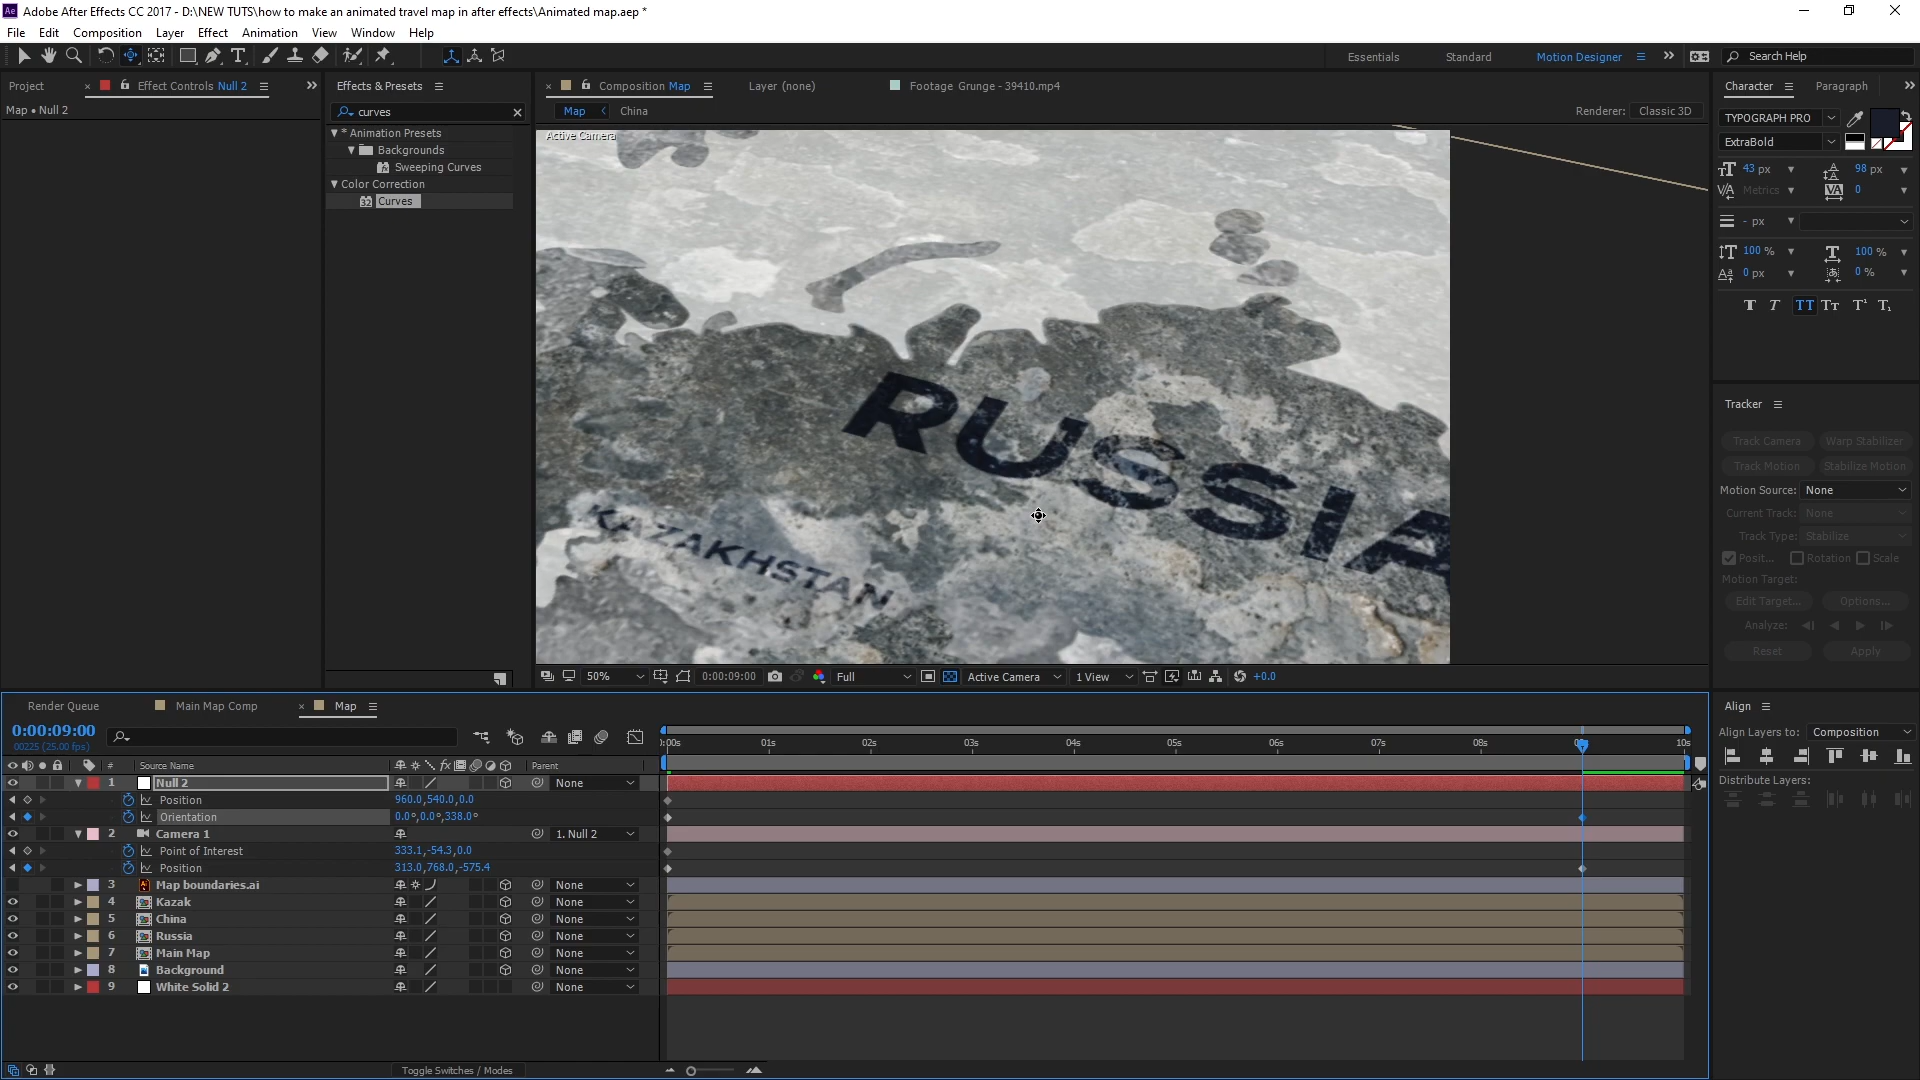 Adobe After Effects CC 2017 - D:\NEW TUTS\how to make an animated travel map in after effects\Animated map.aep *
File Edit Composition Layer Effect Animation View Window Help
Essentials Standard Motion Designer Search Help
Project Effect Controls Null 2
Map • Null 2
Effects & Presets
curves
* Animation Presets
Backgrounds
Sweeping Curves
Color Correction
Curves
Composition Map Layer (none) Footage Grunge - 39410.mp4
Map China
Renderer: Classic 3D
Active Camera
RUSSIA
KAZAKHSTAN
50% 0:00:09:00 Full Active Camera 1 View +0.0
Character Paragraph
TYPOGRAPH PRO
ExtraBold
43 px 98 px
Metrics 0
- px
100 % 100 %
0 px 0 %
Tracker
Track Camera Warp Stabilizer
Track Motion Stabilize Motion
Motion Source: None
Current Track: None
Track Type: Stabilize
Posit... Rotation Scale
Motion Target:
Edit Target... Options...
Analyze:
Reset Apply
Align
Align Layers to: Composition
Distribute Layers:
Render Queue Main Map Comp Map
0:00:09:00
00225 (25.00 fps)
:00s 01s 02s 03s 04s 05s 06s 07s 08s 10s
# Source Name Parent
1 Null 2 None
Position 960.0,540.0,0.0
Orientation 0.0°,0.0°,338.0°
2 Camera 1 1. Null 2
Point of Interest 333.1,-54.3,0.0
Position 313.0,768.0,-575.4
3 Map boundaries.ai None
4 Kazak None
5 China None
6 Russia None
7 Main Map None
8 Background None
9 White Solid 2 None
Toggle Switches / Modes